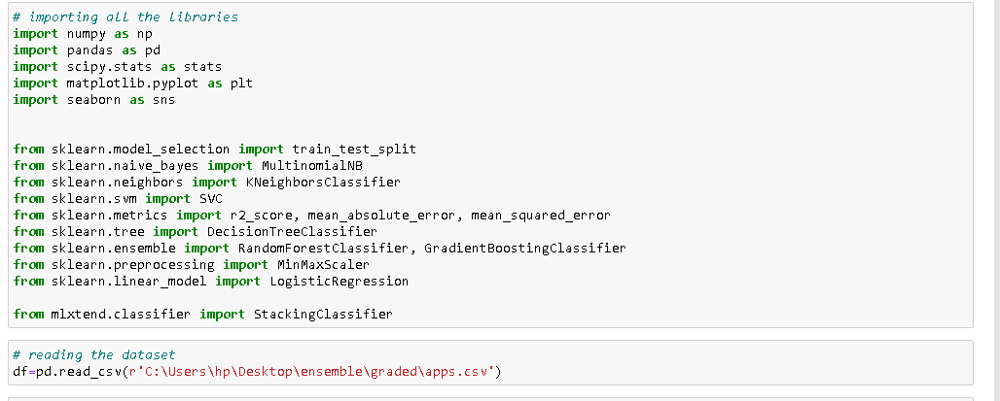 # importing all the libraries
import numpy as np
import pandas as pd
import scipy.stats as stats
import matplotlib.pyplot as plt
import seaborn as sns
from sklearn.model_selection import train_test_split
from sklearn.naive_bayes import MultinomialNB
from sklearn.neighbors import KNeighborsClassifier
from sklearn.svm import SVC
from sklearn.metrics import r2_score, mean_absolute_error, mean_squared_error
from sklearn.tree import DecisionTreeClassifier
from sklearn.ensemble import RandomForestClassifier, GradientBoostingClassifier
from sklearn.preprocessing import MinMaxScaler
from sklearn.linear_model import LogisticRegression
from mlxtend.classifier import StackingClassifier
# reading the dataset
df=pd.read_csv(r'C:\Users\hp\Desktop\ensemble\graded\apps.csv')